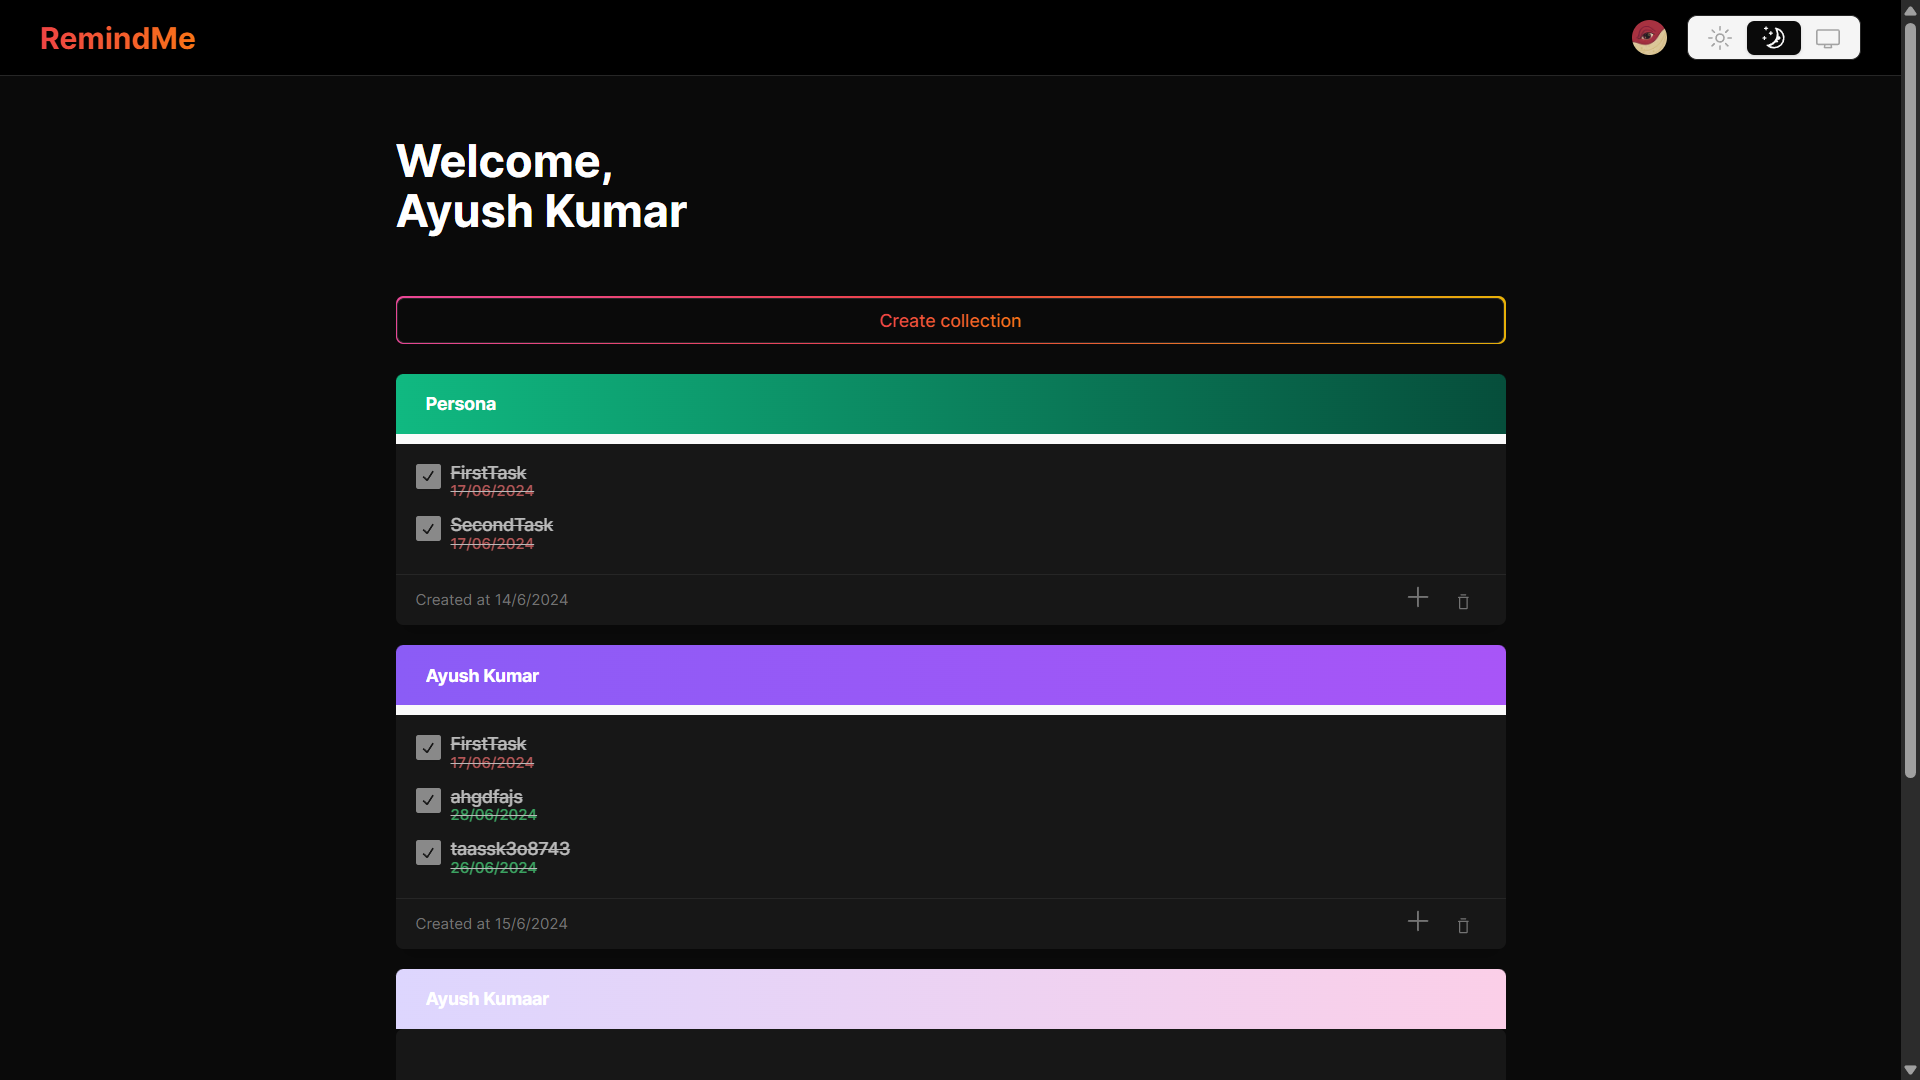 RemindMe
Welcome,
Ayush Kumar
Create collection
Persona
FirstTask
17/06/2024
SecondTask
17/06/2024
Created at 14/6/2024
Ayush Kumar
FirstTask
17/06/2024
ahgdfajs
28/06/2024
taassk3o8743
26/06/2024
Created at 15/6/2024
Ayush Kumaar